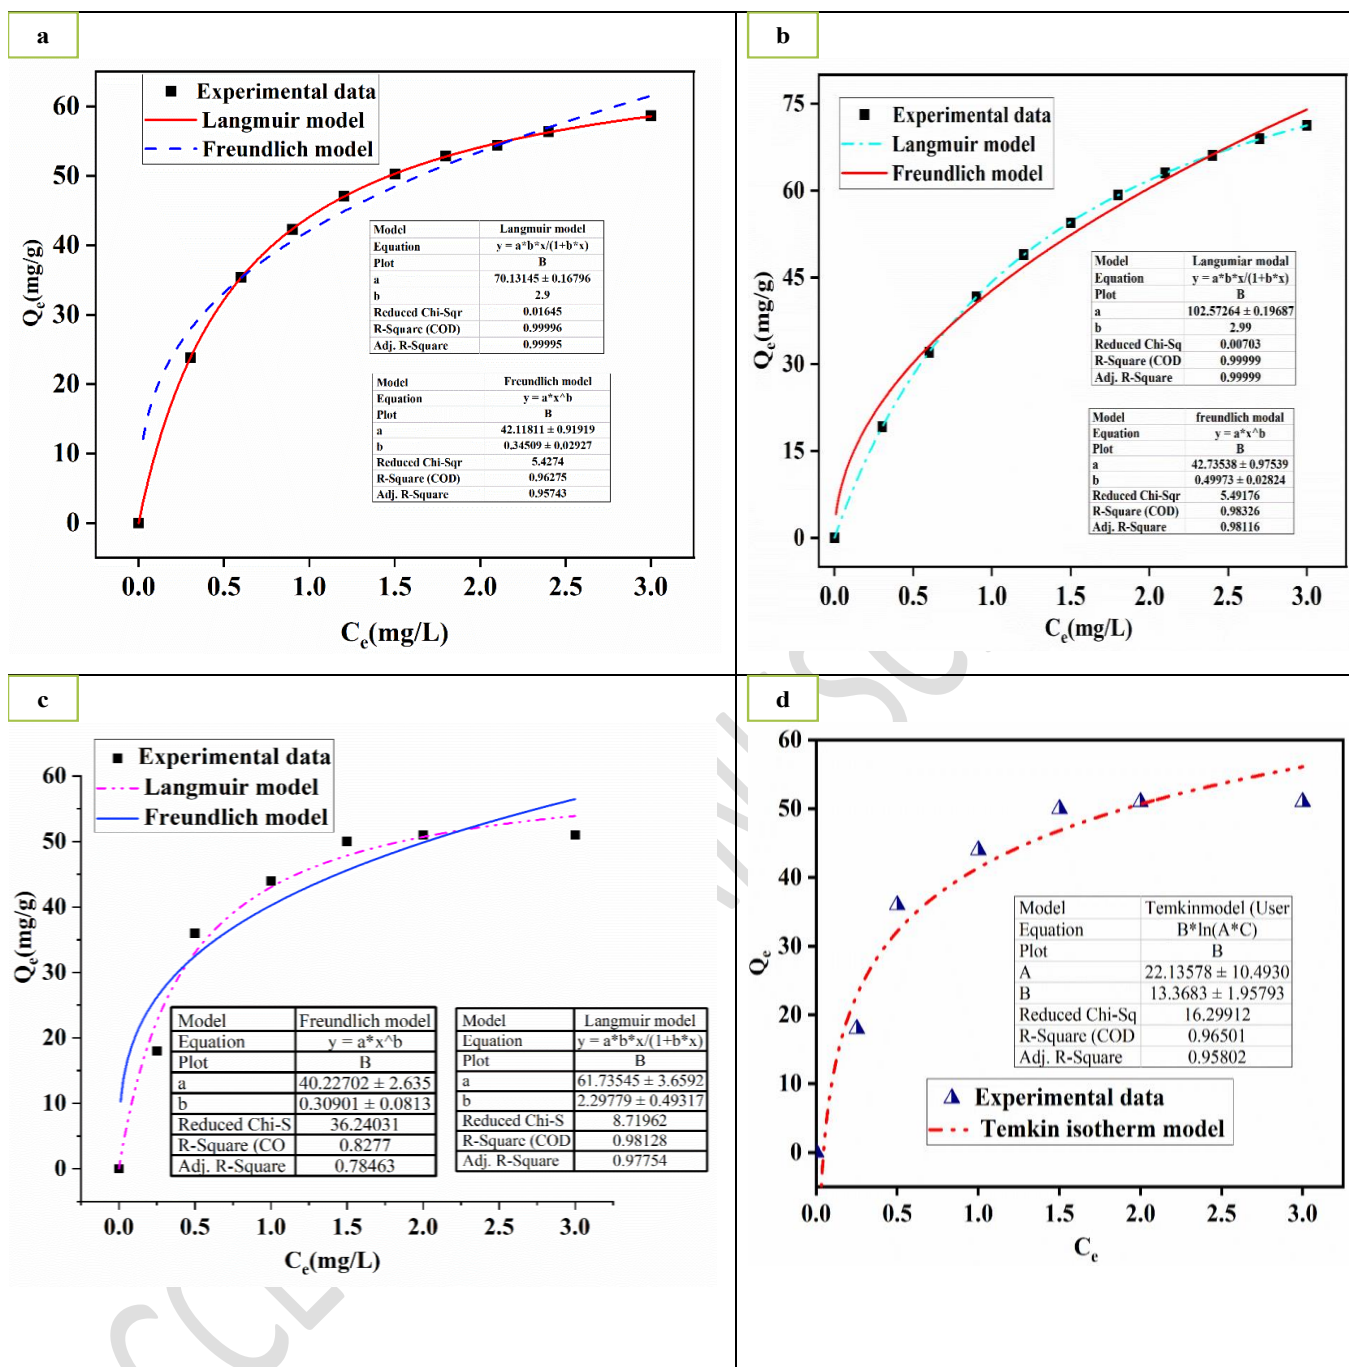 a
Experimental data
Langmuir model
Freundlich model
60
50
40
30
20
10
0
Qe(mg/g)
Model Langmuir model
Equation y = a*b*x/(1+b*x)
Plot B
a 70.13145 ± 0.16796
b 2.9
Reduced Chi-Sqr 0.01645
R-Square (COD) 0.99996
Adj. R-Square 0.99995
Model Freundlich model
Equation y = a*x^b
Plot B
a 42.11811 ± 0.91919
b 0.34509 ± 0.02927
Reduced Chi-Sqr 5.4274
R-Square (COD) 0.96275
Adj. R-Square 0.95743
0.0 0.5 1.0 1.5 2.0 2.5 3.0
Ce(mg/L)
b
Experimental data
Langmuir model
Freundlich model
75
60
45
30
15
0
Qe(mg/g)
Model Langumiar modal
Equation y = a*b*x/(1+b*x)
Plot B
a 102.57264 ± 0.19687
b 2.99
Reduced Chi-Sq 0.00703
R-Square (COD 0.99999
Adj. R-Square 0.99999
Model freundlich modal
Equation y = a*x^b
Plot B
a 42.73538 ± 0.97539
b 0.49973 ± 0.02824
Reduced Chi-Sqr 5.49176
R-Square (COD) 0.98326
Adj. R-Square 0.98116
0.0 0.5 1.0 1.5 2.0 2.5 3.0
Ce(mg/L)
c
Experimental data
Langmuir model
Freundlich model
60
50
40
30
20
10
0
Qe(mg/g)
Model Freundlich model
Equation y = a*x^b
Plot B
a 40.22702 ± 2.635
b 0.30901 ± 0.0813
Reduced Chi-S 36.24031
R-Square (CO 0.8277
Adj. R-Square 0.78463
Model Langmuir model
Equation y = a*b*x/(1+b*x)
Plot B
a 61.73545 ± 3.6592
b 2.29779 ± 0.49317
Reduced Chi-S 8.71962
R-Square (COD 0.98128
Adj. R-Square 0.97754
0.0 0.5 1.0 1.5 2.0 2.5 3.0
Ce(mg/L)
d
60
50
40
30
20
10
0
Qe
Model Temkinmodel (User
Equation B*ln(A*C)
Plot B
A 22.13578 ± 10.4930
B 13.3683 ± 1.95793
Reduced Chi-Sq 16.29912
R-Square (COD 0.96501
Adj. R-Square 0.95802
Experimental data
Temkin isotherm model
0.0 0.5 1.0 1.5 2.0 2.5 3.0
Ce